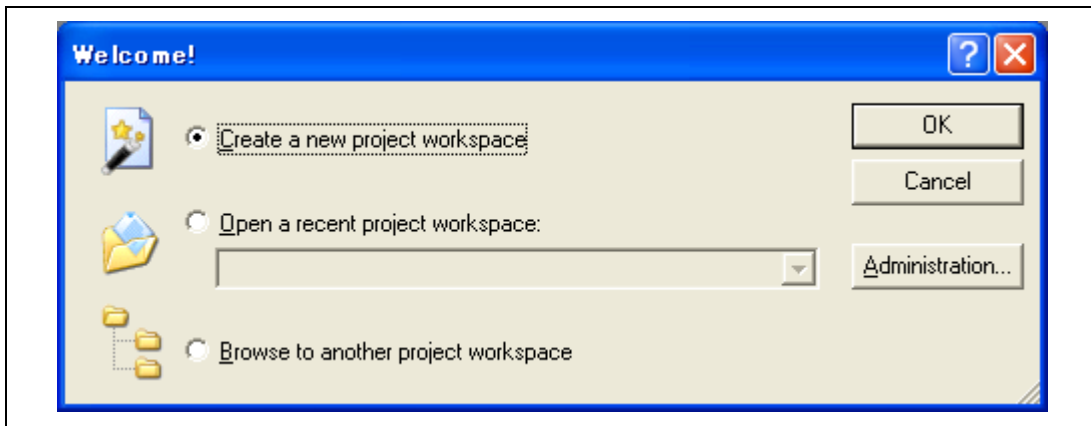 Welcome!
Create a new project workspace
OK
Cancel
Open a recent project workspace:
Administration...
Browse to another project workspace